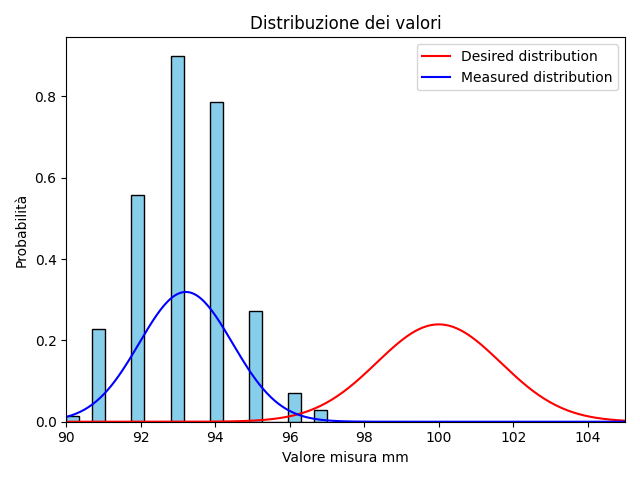 Distribuzione dei valori
Desired distribution
Measured distribution
Probabilità
0.8
0.6
0.4
0.2
0.0
90 92 94 96 98 100 102 104
Valore misura mm